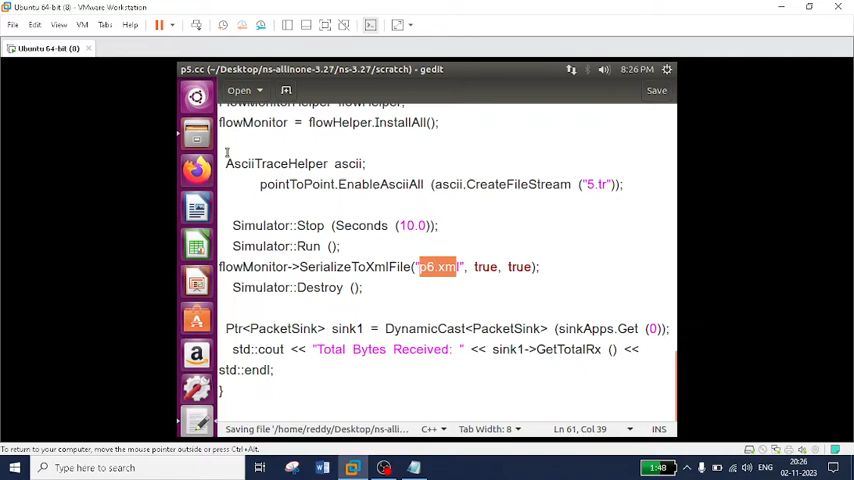 Ubuntu 64-bit (8) - VMware Workstation
File Edit View VM Tabs Help
Ubuntu 64-bit (8)
p5.cc (~/Desktop/ns-allinone-3.27/ns-3.27/scratch) - gedit
8:26 PM
Open
Save
FlowMonitorHelper flowHelper;
flowMonitor = flowHelper.InstallAll();
AsciiTraceHelper ascii;
pointToPoint.EnableAsciiAll (ascii.CreateFileStream ("5.tr"));
Simulator::Stop (Seconds (10.0));
Simulator::Run ();
flowMonitor->SerializeToXmlFile("p6.xml", true, true);
Simulator::Destroy ();
Ptr<PacketSink> sink1 = DynamicCast<PacketSink> (sinkApps.Get (0));
std::cout << "Total Bytes Received: " << sink1->GetTotalRx () <<
std::endl;
}
Saving file '/home/reddy/Desktop/ns-alli...
C++
Tab Width: 8
Ln 61, Col 39
INS
To return to your computer, move the mouse pointer outside or press Ctrl+Alt.
Type here to search
1:48
ENG
20:26
02-11-2023